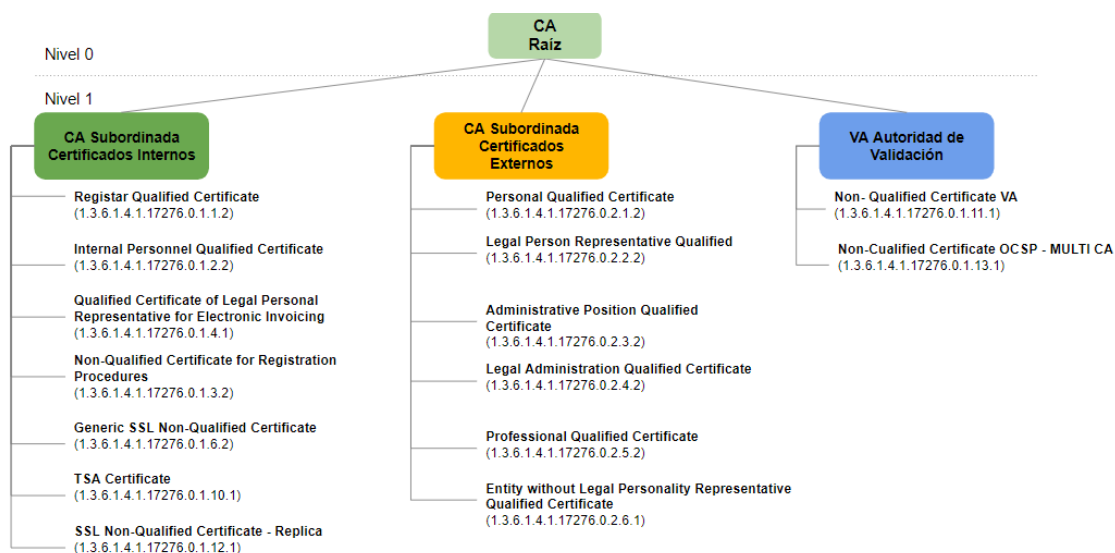 CA
Raíz
Nivel 0
Nivel 1
CA Subordinada
Certificados Internos
Registar Qualified Certificate
(1.3.6.1.4.1.17276.0.1.1.2)
Internal Personnel Qualified Certificate
(1.3.6.1.4.1.17276.0.1.2.2)
Qualified Certificate of Legal Personal
Representative for Electronic Invoicing
(1.3.6.1.4.1.17276.0.1.4.1)
Non-Qualified Certificate for Registration
Procedures
(1.3.6.1.4.1.17276.0.1.3.2)
Generic SSL Non-Qualified Certificate
(1.3.6.1.4.1.17276.0.1.6.2)
TSA Certificate
(1.3.6.1.4.1.17276.0.1.10.1)
SSL Non-Qualified Certificate - Replica
(1.3.6.1.4.1.17276.0.1.12.1)
CA Subordinada
Certificados
Externos
Personal Qualified Certificate
(1.3.6.1.4.1.17276.0.2.1.2)
Legal Person Representative Qualified
(1.3.6.1.4.1.17276.0.2.2.2)
Administrative Position Qualified
Certificate
(1.3.6.1.4.1.17276.0.2.3.2)
Legal Administration Qualified Certificate
(1.3.6.1.4.1.17276.0.2.4.2)
Professional Qualified Certificate
(1.3.6.1.4.1.17276.0.2.5.2)
Entity without Legal Personality Representative
Qualified Certificate
(1.3.6.1.4.1.17276.0.2.6.1)
VA Autoridad de
Validación
Non- Qualified Certificate VA
(1.3.6.1.4.1.17276.0.1.11.1)
Non-Cualified Certificate OCSP - MULTI CA
(1.3.6.1.4.1.17276.0.1.13.1)